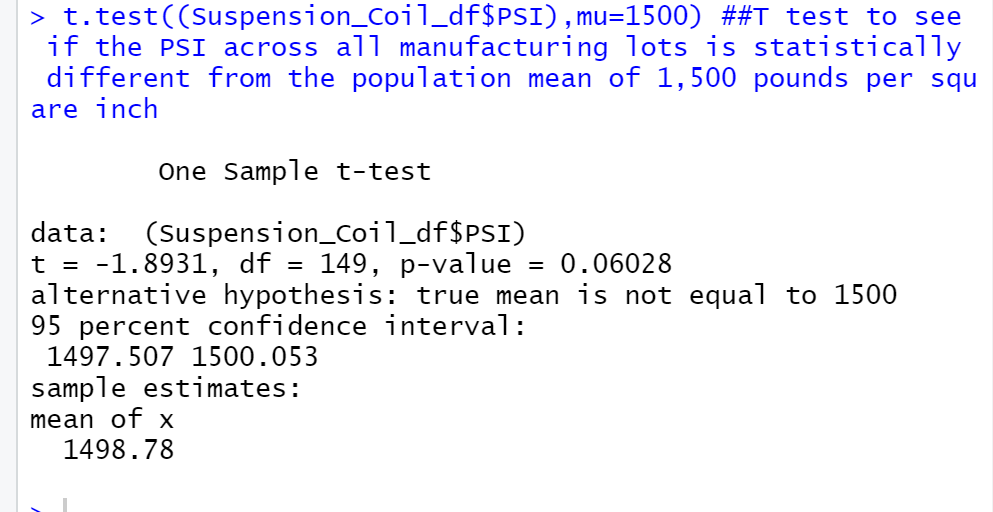 > t.test((Suspension_Coil_df$PSI),mu=1500) ##T test to see
if the PSI across all manufacturing lots is statistically
different from the population mean of 1,500 pounds per squ
are inch
One Sample t-test
data:  (Suspension_Coil_df$PSI)
t = -1.8931, df = 149, p-value = 0.06028
alternative hypothesis: true mean is not equal to 1500
95 percent confidence interval:
1497.507 1500.053
sample estimates:
mean of x
1498.78
>